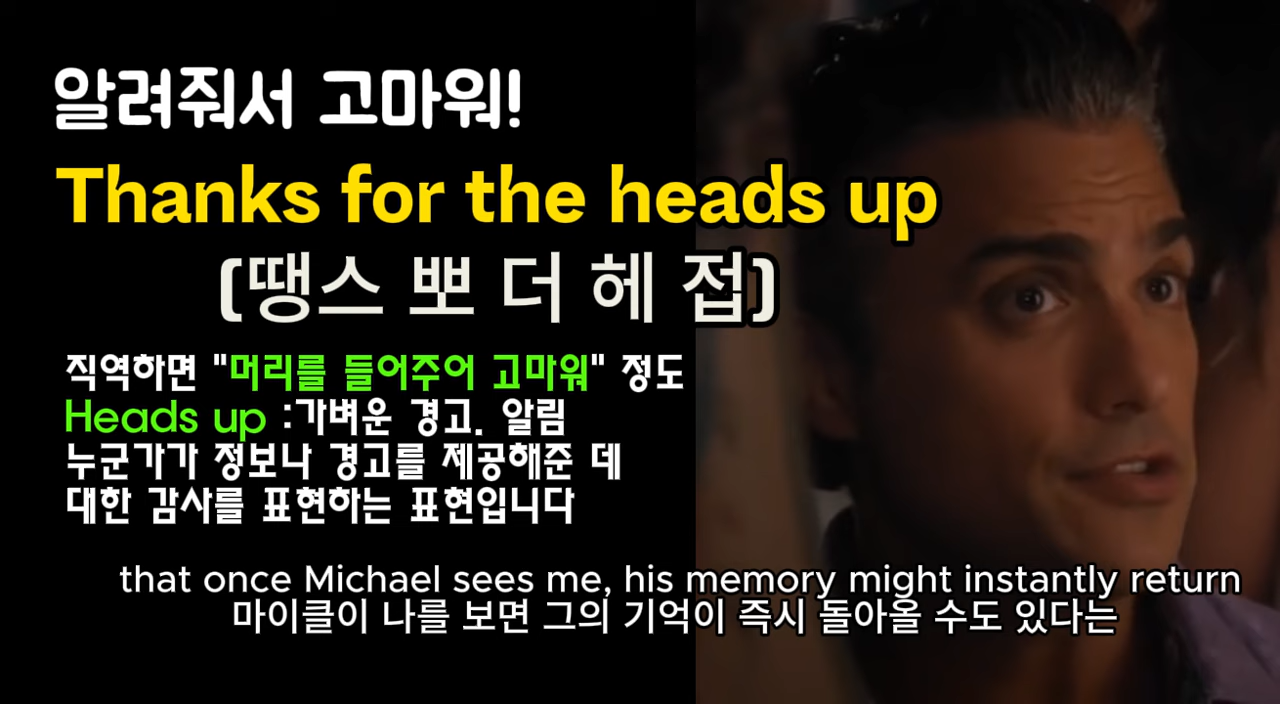 알려줘서 고마워!
Thanks for the heads up
(땡스 뽀 더 헤 접)
직역하면 "머리를 들어주어 고마워" 정도
Heads up :가벼운 경고. 알림
누군가가 정보나 경고를 제공해준 데
대한 감사를 표현하는 표현입니다
that once Michael sees me, his memory might instantly return
마이클이 나를 보면 그의 기억이 즉시 돌아올 수도 있다는